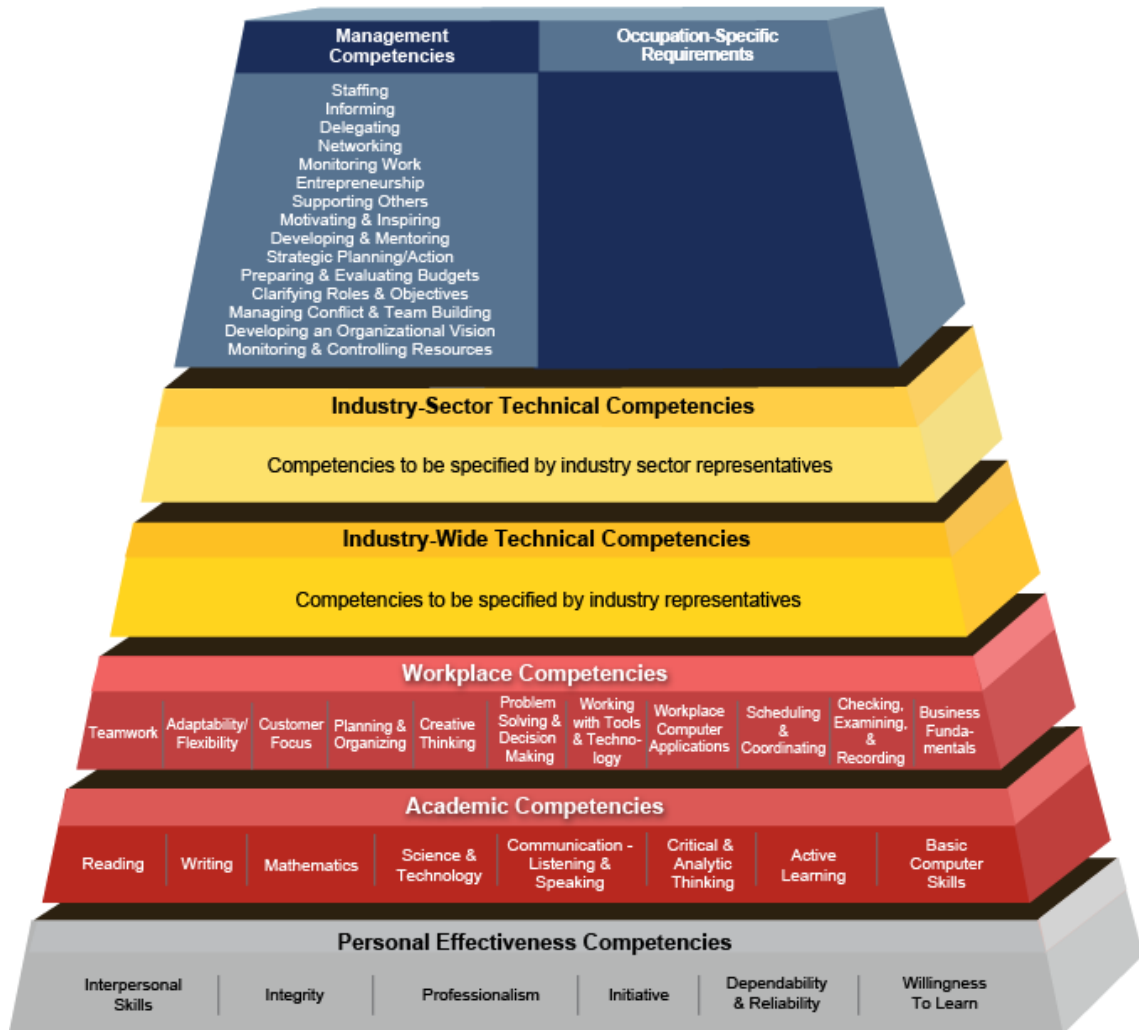 Management
Competencies
Occupation-Specific
Requirements
Staffing
Informing
Delegating
Networking
Monitoring Work
Entrepreneurship
Supporting Others
Motivating & Inspiring
Developing & Mentoring
Strategic Planning/Action
Preparing & Evaluating Budgets
Clarifying Roles & Objectives
Managing Conflict & Team Building
Developing an Organizational Vision
Monitoring & Controlling Resources
Industry-Sector Technical Competencies
Competencies to be specified by industry sector representatives
Industry-Wide Technical Competencies
Competencies to be specified by industry representatives
Workplace Competencies
Teamwork
Adaptability/
Flexibility
Customer
Focus
Planning &
Organizing
Creative
Thinking
Problem
Solving &
Decision
Making
Working
with Tools
& Techno-
logy
Workplace
Computer
Applications
Scheduling
&
Coordinating
Checking,
Examining,
&
Recording
Business
Funda-
mentals
Academic Competencies
Reading
Writing
Mathematics
Science &
Technology
Communication -
Listening &
Speaking
Critical &
Analytic
Thinking
Active
Learning
Basic
Computer
Skills
Personal Effectiveness Competencies
Interpersonal
Skills
Integrity
Professionalism
Initiative
Dependability
& Reliability
Willingness
To Learn